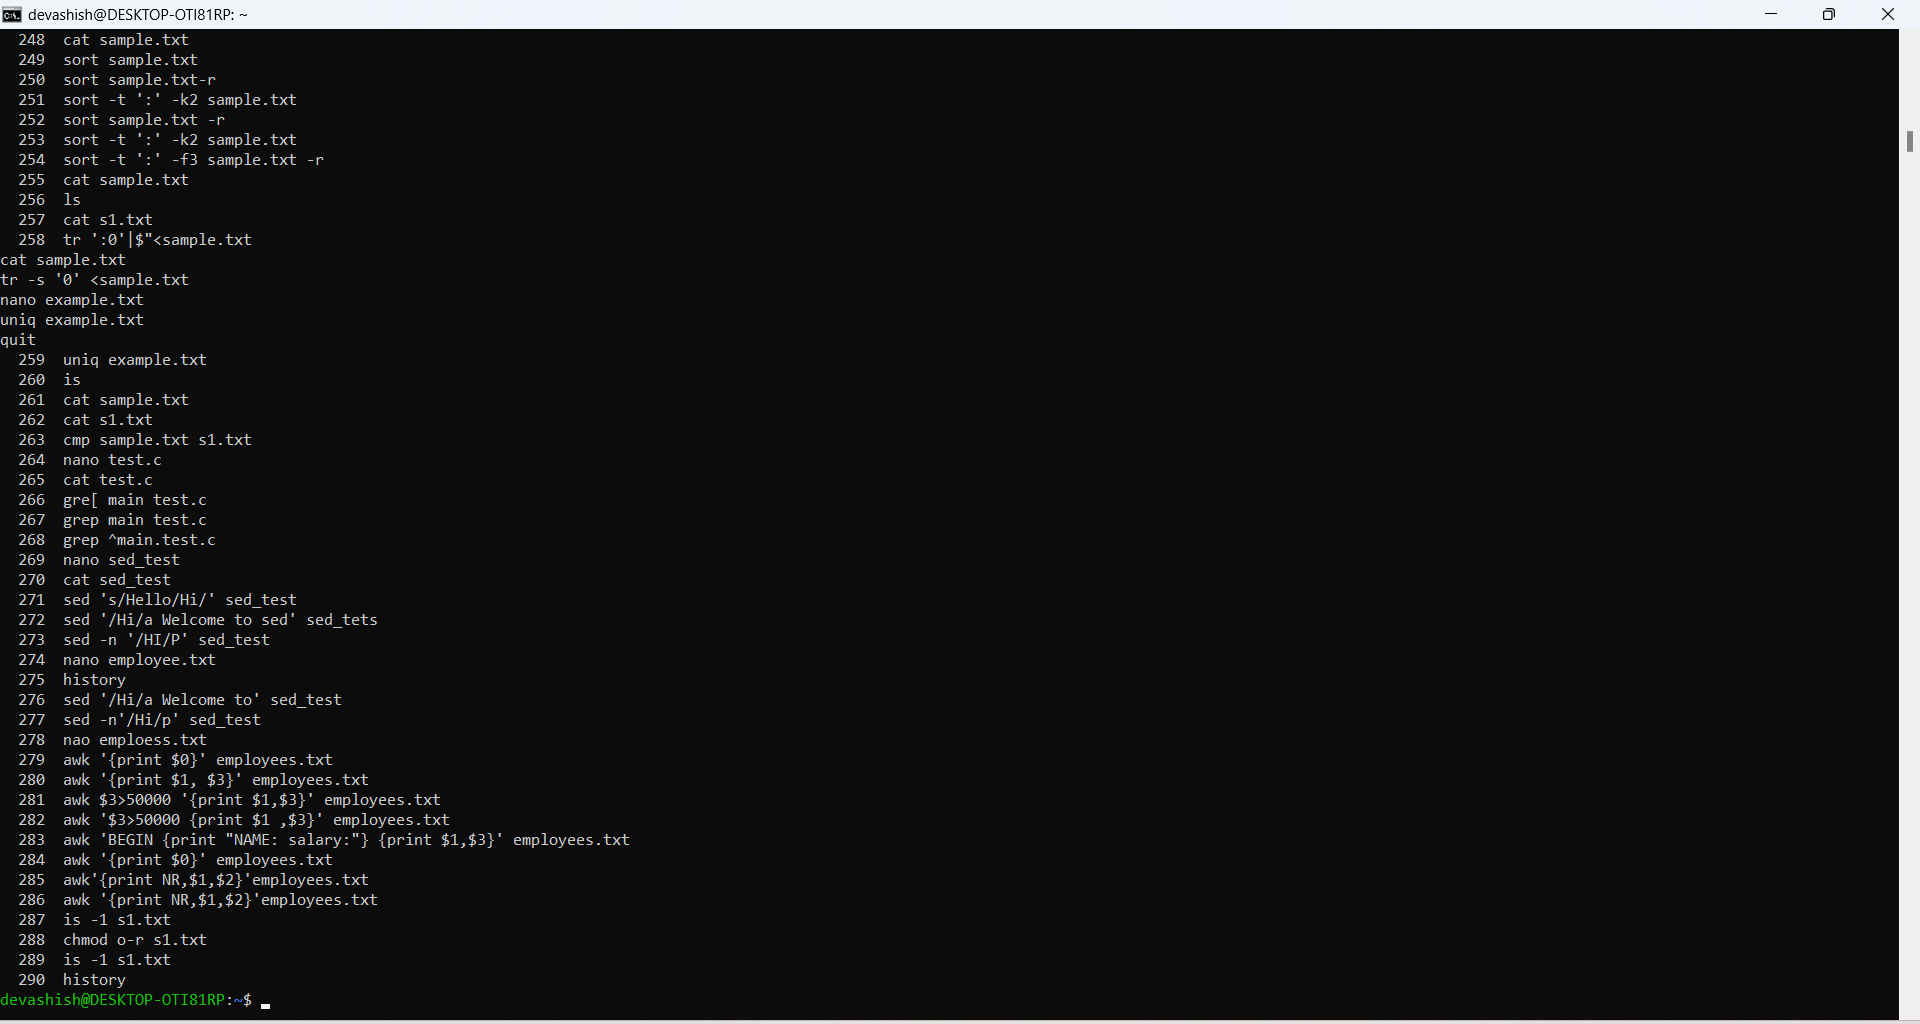 devashish@DESKTOP-OTI81RP: ~
248 cat sample.txt
249 sort sample.txt
250 sort sample.txt-r
251 sort -t ':' -k2 sample.txt
252 sort sample.txt -r
253 sort -t ':' -k2 sample.txt
254 sort -t ':' -f3 sample.txt -r
255 cat sample.txt
256 ls
257 cat s1.txt
258 tr ':0'|$"<sample.txt
cat sample.txt
tr -s '0' <sample.txt
nano example.txt
uniq example.txt
quit
259 uniq example.txt
260 is
261 cat sample.txt
262 cat s1.txt
263 cmp sample.txt s1.txt
264 nano test.c
265 cat test.c
266 gre[ main test.c
267 grep main test.c
268 grep ^main.test.c
269 nano sed_test
270 cat sed_test
271 sed 's/Hello/Hi/' sed_test
272 sed '/Hi/a Welcome to sed' sed_tets
273 sed -n '/HI/P' sed_test
274 nano employee.txt
275 history
276 sed '/Hi/a Welcome to' sed_test
277 sed -n'/Hi/p' sed_test
278 nao emploess.txt
279 awk '{print $0}' employees.txt
280 awk '{print $1, $3}' employees.txt
281 awk $3>50000 '{print $1,$3}' employees.txt
282 awk '$3>50000 {print $1 ,$3}' employees.txt
283 awk 'BEGIN {print "NAME: salary:"} {print $1,$3}' employees.txt
284 awk '{print $0}' employees.txt
285 awk'{print NR,$1,$2}'employees.txt
286 awk '{print NR,$1,$2}'employees.txt
287 is -1 s1.txt
288 chmod o-r s1.txt
289 is -1 s1.txt
290 history
devashish@DESKTOP-OTI81RP:~$